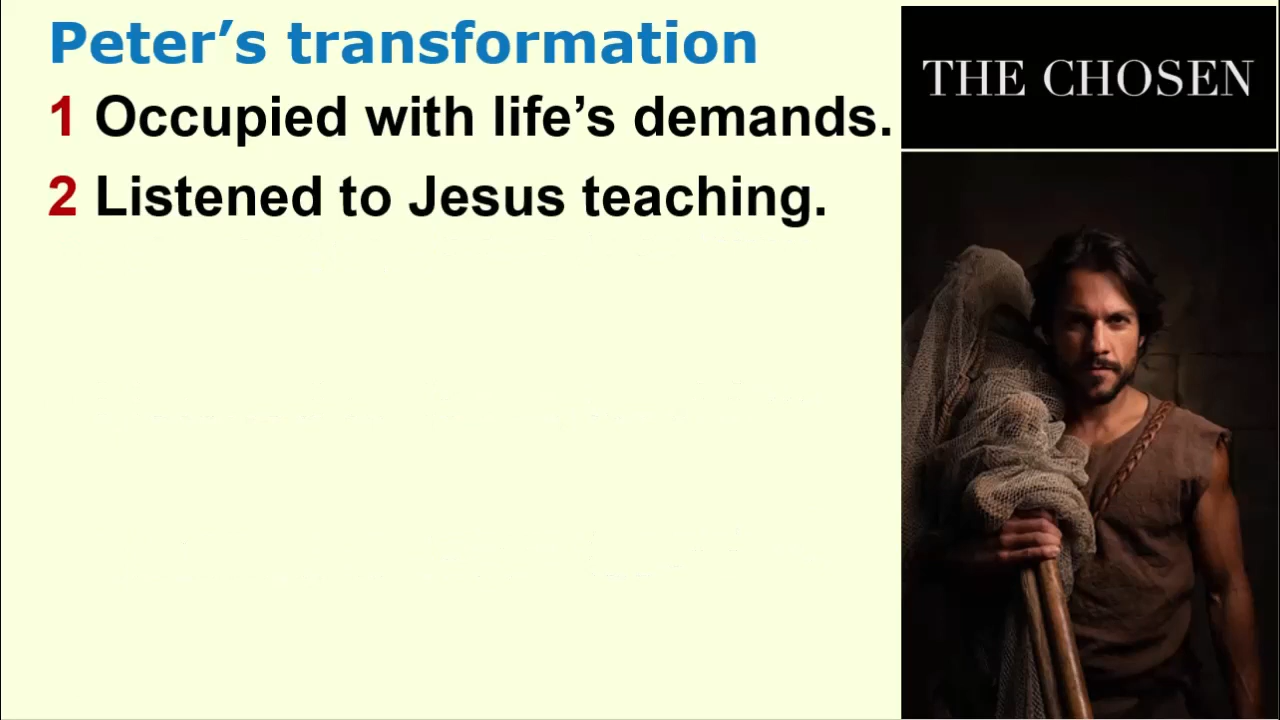 Peter’s transformation
1 Occupied with life’s demands.
2 Listened to Jesus teaching.
THE CHOSEN